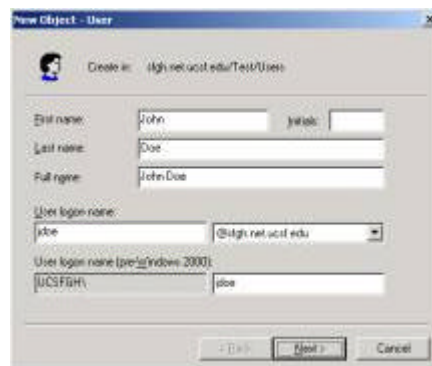 New Object - User
Create in: sfgh.net.ucsf.edu/Test/Users
First name: John Initials:
Last name: Doe
Full name: John Doe
User logon name:
jdoe @sfgh.net.ucsf.edu
User logon name (pre-Windows 2000):
UCSFGH\ jdoe
< Back Next > Cancel